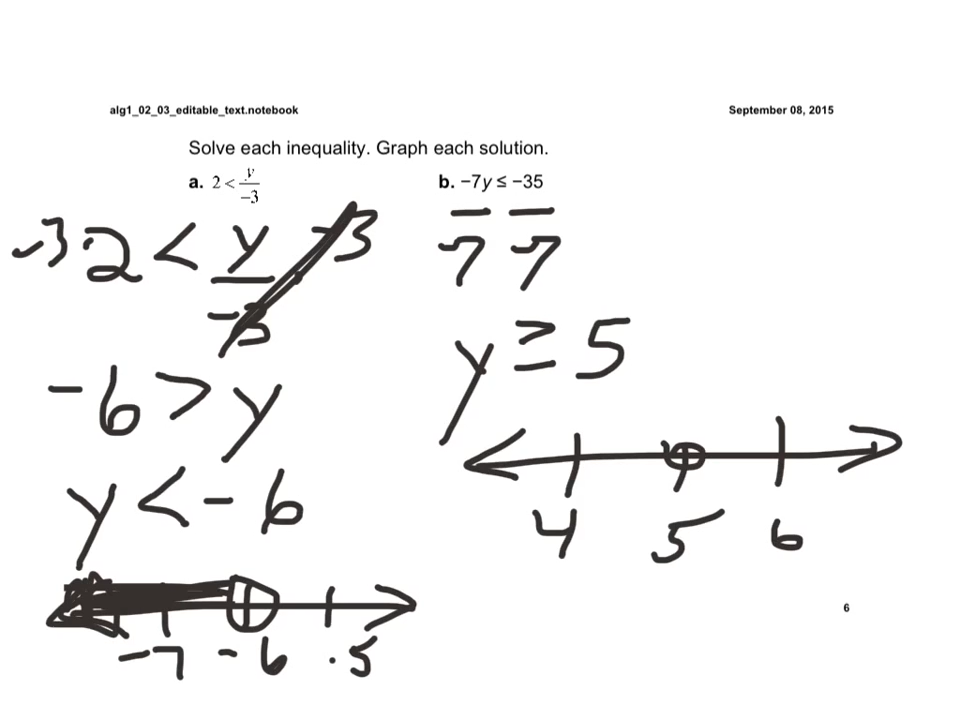 alg1_02_03_editable_text.notebook September 08, 2015
Solve each inequality. Graph each solution.
a. 2 < y/−3 b. −7y ≤ −35
-3 2 < y/-3 -3
-7 -7
-6 > y
y ≥ 5
y < -6
4 5 6
-7 -6 -5
6